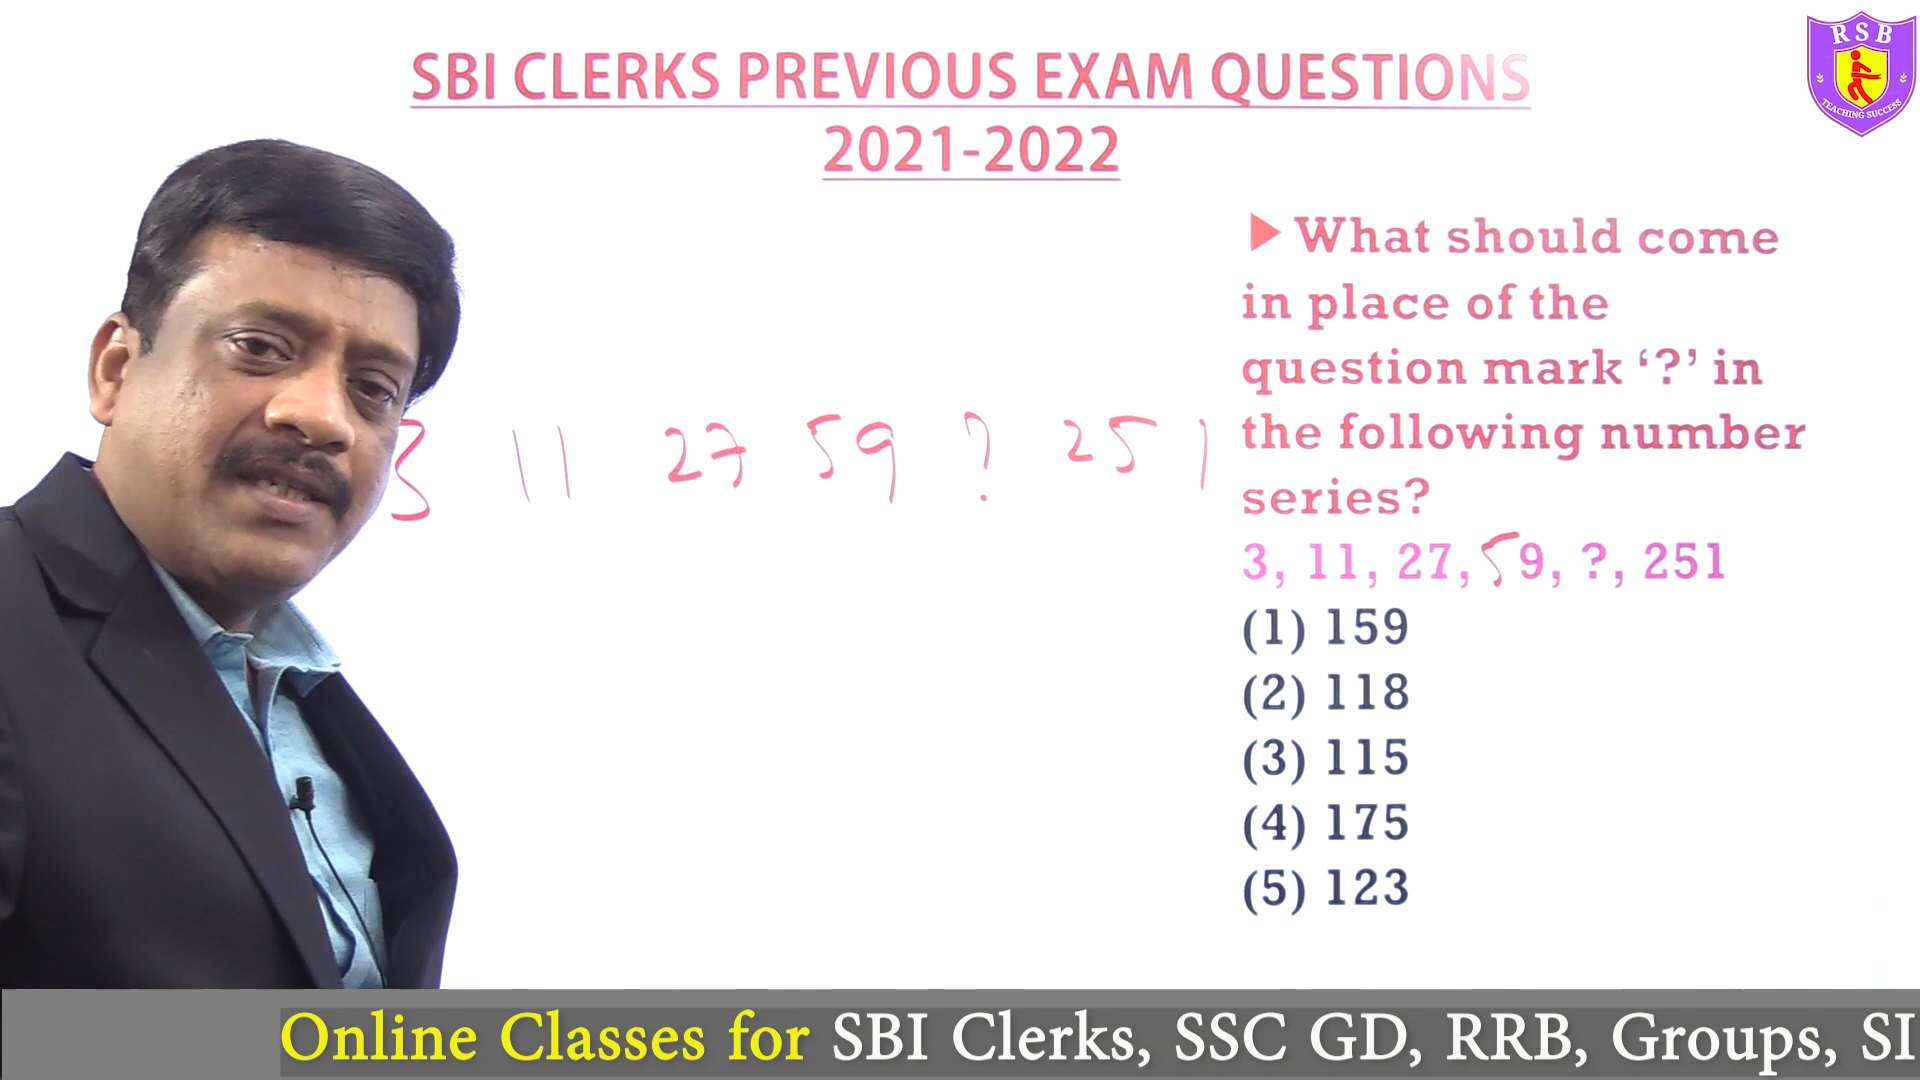 RSB
TEACHING SUCCESS
SBI CLERKS PREVIOUS EXAM QUESTIONS
2021-2022
What should come
in place of the
question mark ‘?’ in
the following number
series?
3, 11, 27, 59, ?, 251
(1) 159
(2) 118
(3) 115
(4) 175
(5) 123
3 11 27 59 ? 251
Online Classes for SBI Clerks, SSC GD, RRB, Groups, SI